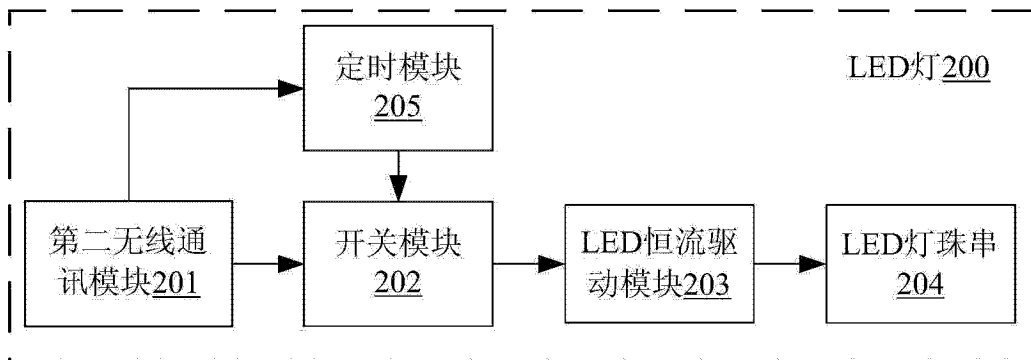 定时模块
205
LED灯200
第二无线通
讯模块201
开关模块
202
LED恒流驱
动模块203
LED灯珠串
204